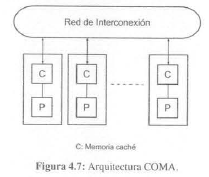 Red de Interconexión
C C C
P P P
C: Memoria caché
Figura 4.7: Arquitectura COMA.